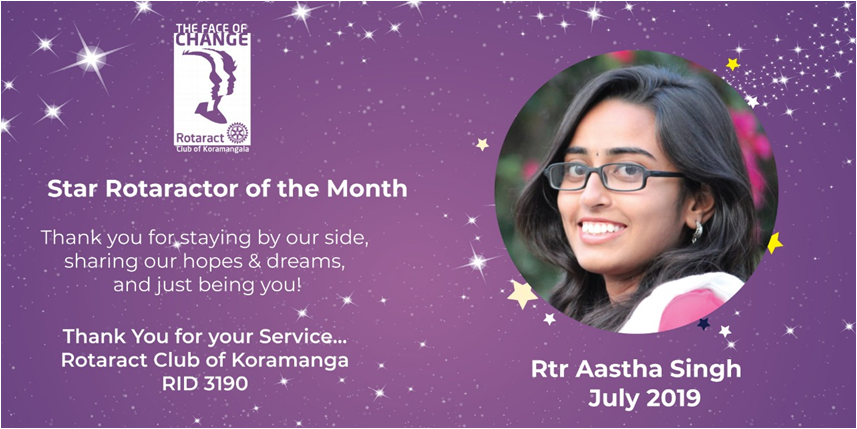 THE FACE OF
CHANGE
Rotaract
Club of Koramangala
Star Rotaractor of the Month
Thank you for staying by our side,
sharing our hopes & dreams,
and just being you!
Thank You for your Service...
Rotaract Club of Koramanga
RID 3190
Rtr Aastha Singh
July 2019